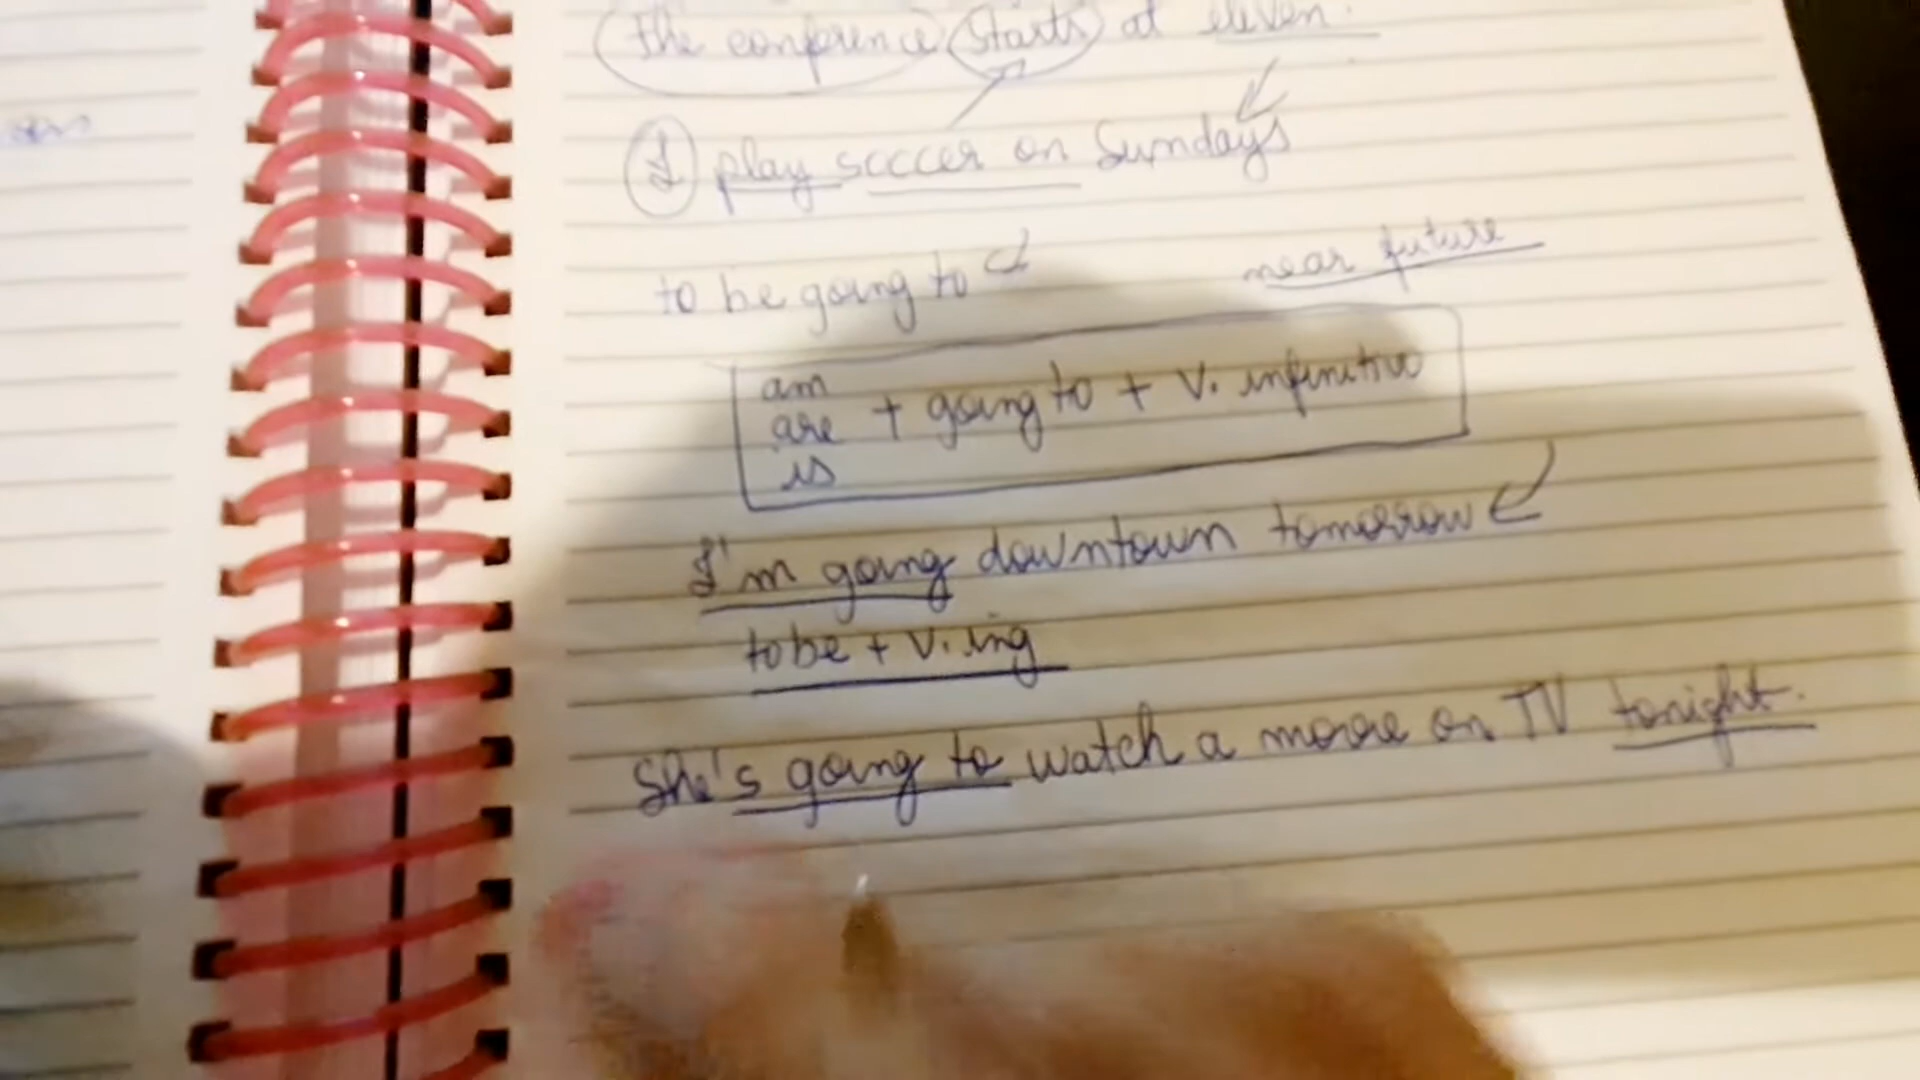 the conference starts at eleven.
I play soccer on Sundays
to be going to
near future
am
are + going to + v. infinitive
is
I'm going downtown tomorrow
to be + v. ing
She's going to watch a movie on TV tonight.